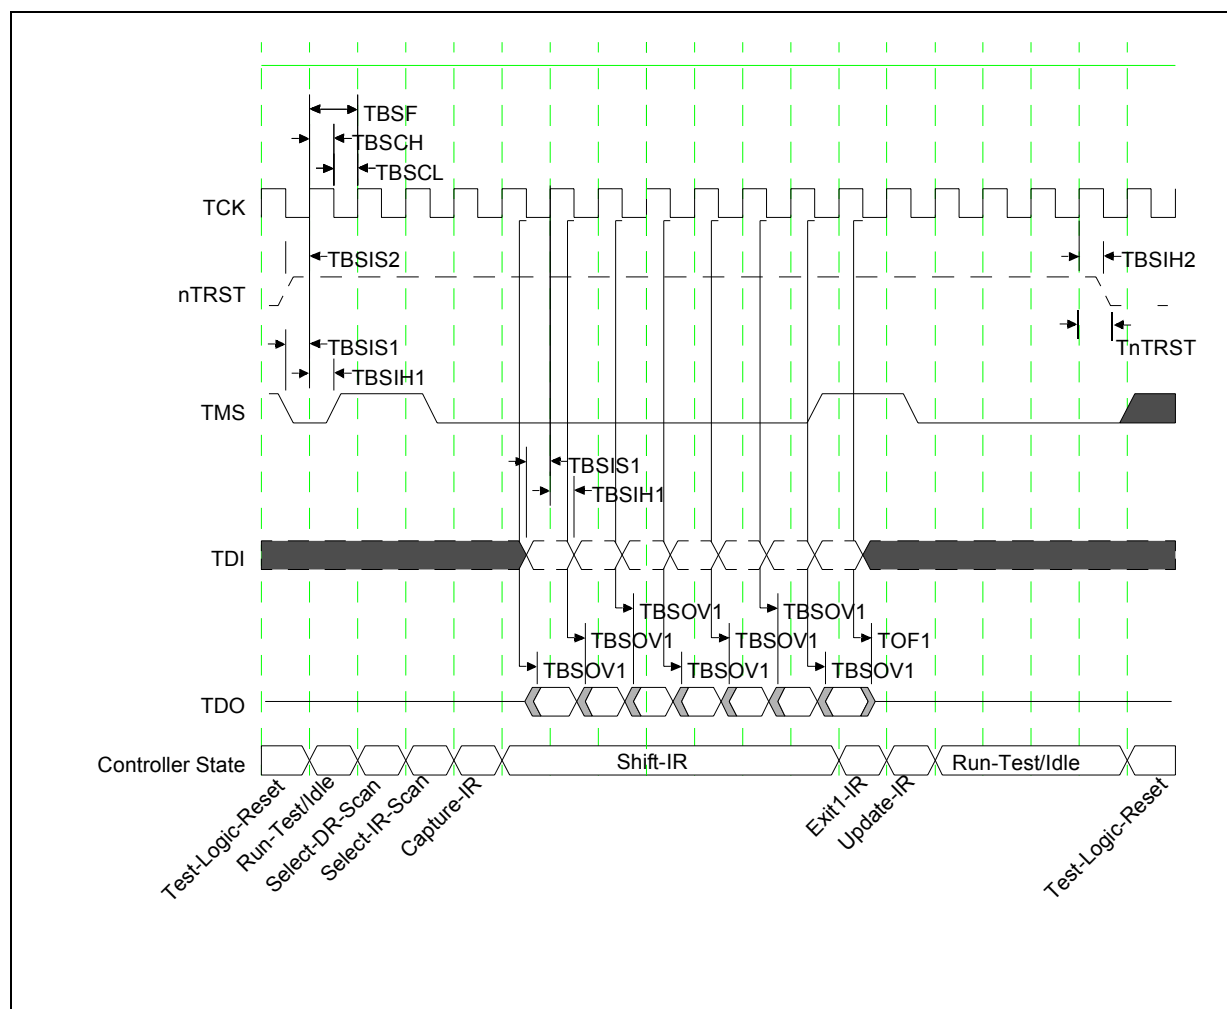 TBSF
TBSCH
TBSCL
TCK
TBSIS2
TBSIH2
nTRST
TBSIS1
TnTRST
TBSIH1
TMS
TBSIS1
TBSIH1
TDI
TBSOV1 TBSOV1
TBSOV1 TBSOV1 TOF1
TBSOV1 TBSOV1 TBSOV1
TDO
Controller State Shift-IR Run-Test/Idle
Test-Logic-Reset
Run-Test/Idle
Select-DR-Scan
Select-IR-Scan
Capture-IR
Exit1-IR
Update-IR
Test-Logic-Reset